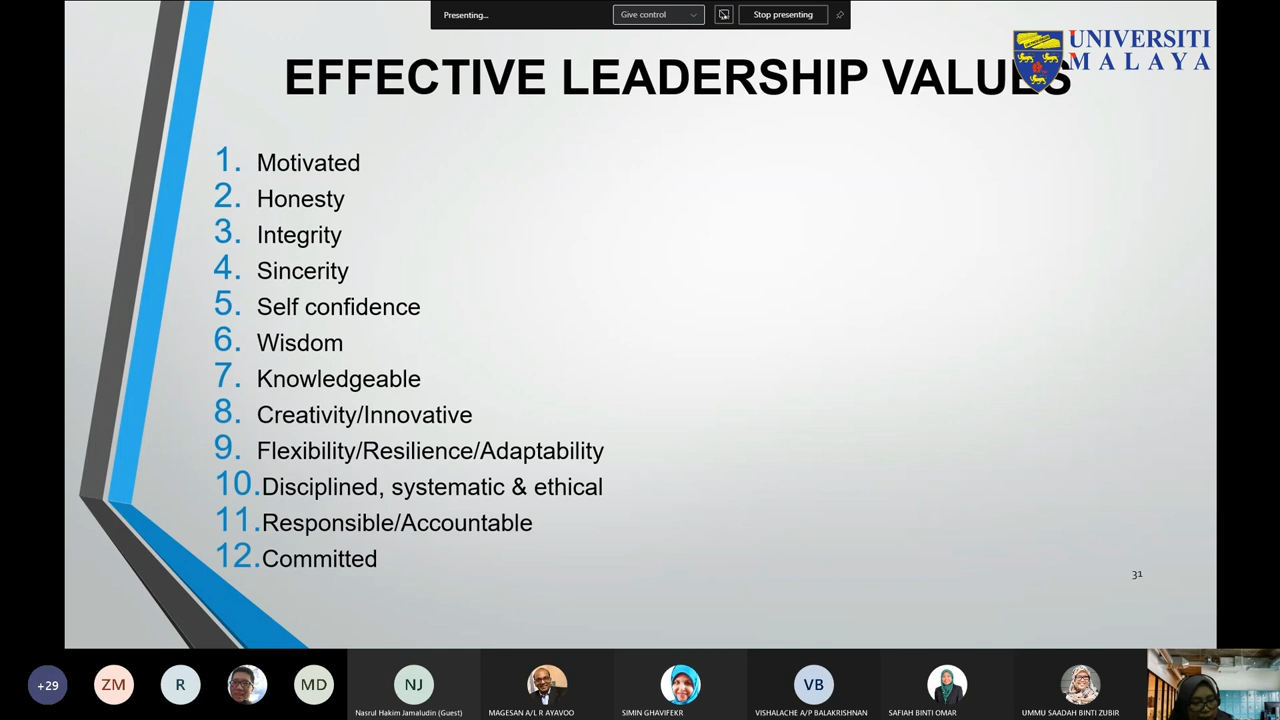 Presenting...
Give control
Stop presenting
UNIVERSITI
MALAYA
EFFECTIVE LEADERSHIP VALUES
1. Motivated
2. Honesty
3. Integrity
4. Sincerity
5. Self confidence
6. Wisdom
7. Knowledgeable
8. Creativity/Innovative
9. Flexibility/Resilience/Adaptability
10. Disciplined, systematic & ethical
11. Responsible/Accountable
12. Committed
31
+29
ZM
R
MD
NJ
VB
Nasrul Hakim Jamaludin (Guest)
MAGESAN A/L R AYAVOO
SIMIN GHAVIFEKR
VISHALACHE A/P BALAKRISHNAN
SAFIAH BINTI OMAR
UMMU SAADAH BINTI ZUBIR